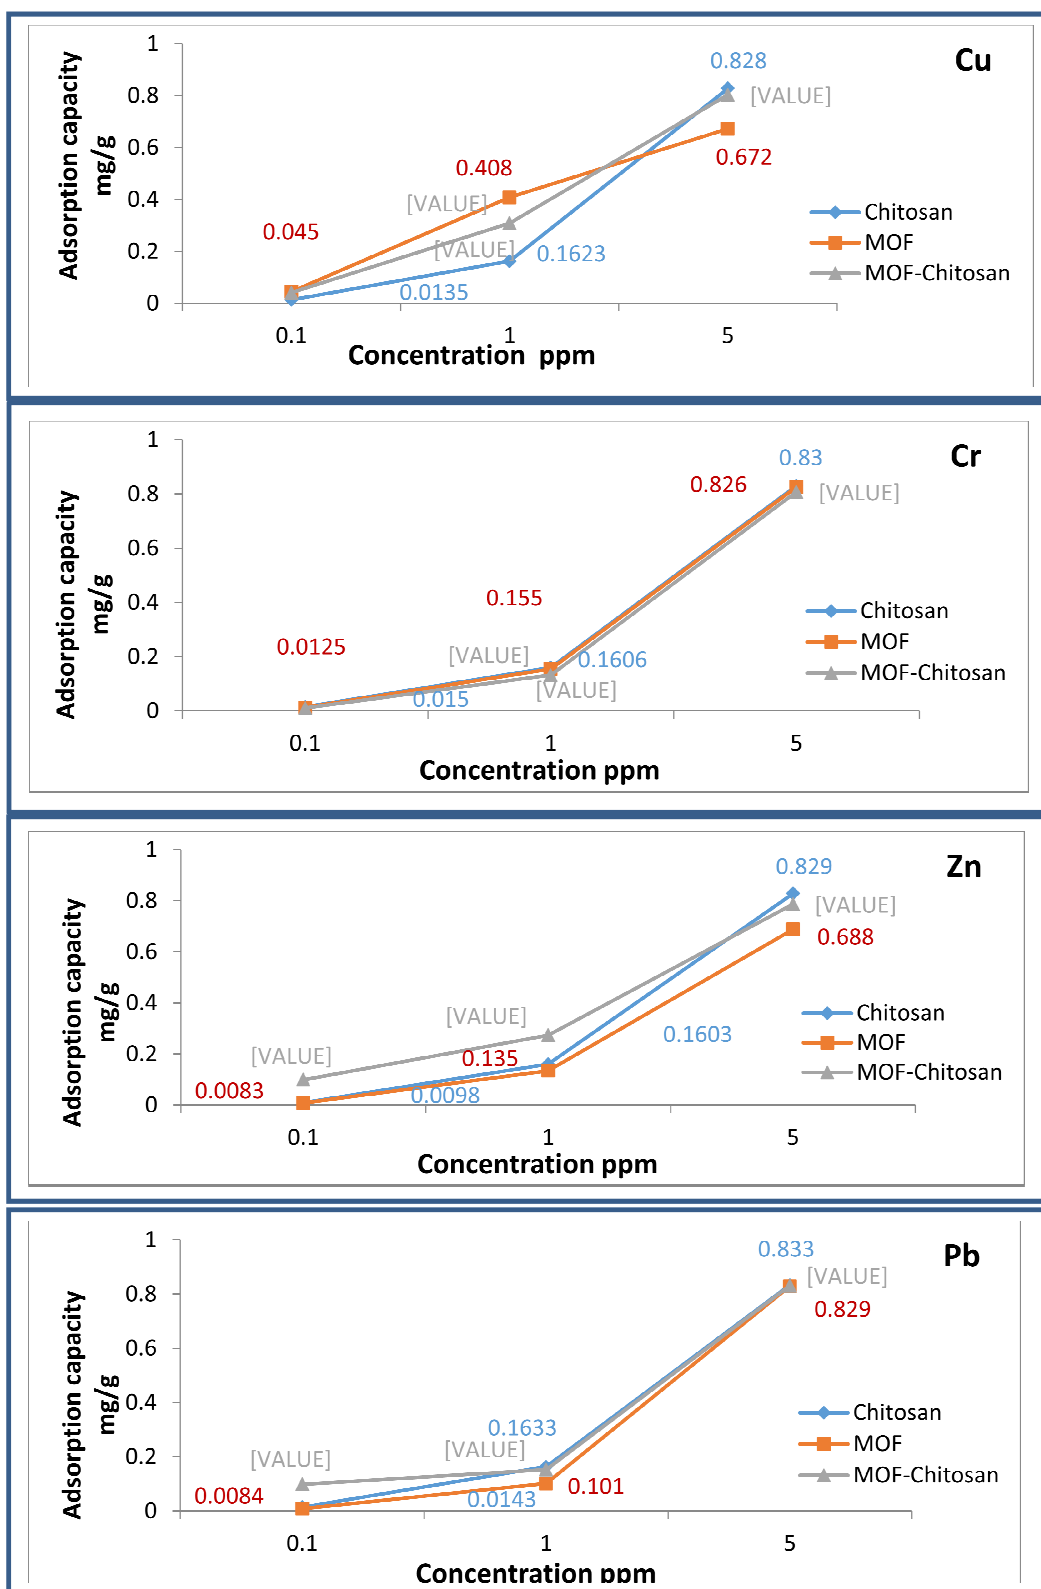 Cu
Adsorption capacity
mg/g
1
0.8
0.6
0.4
0.2
0
0.828
[VALUE]
0.672
0.408
[VALUE]
0.045
[VALUE]
0.1623
0.0135
Chitosan
MOF
MOF-Chitosan
0.1
1
5
Concentration ppm
Cr
Adsorption capacity
mg/g
1
0.8
0.6
0.4
0.2
0
0.83
0.826
[VALUE]
0.155
0.0125
[VALUE]
0.1606
[VALUE]
0.015
Chitosan
MOF
MOF-Chitosan
0.1
1
5
Concentration ppm
Zn
Adsorption capacity
mg/g
1
0.8
0.6
0.4
0.2
0
0.829
[VALUE]
0.688
[VALUE]
0.1603
[VALUE]
0.135
0.0083
0.0098
Chitosan
MOF
MOF-Chitosan
0.1
1
5
Concentration ppm
Pb
Adsorption capacity
mg/g
1
0.8
0.6
0.4
0.2
0
0.833
[VALUE]
0.829
0.1633
[VALUE]
[VALUE]
0.0084
0.0143
0.101
Chitosan
MOF
MOF-Chitosan
0.1
1
5
Concentration ppm